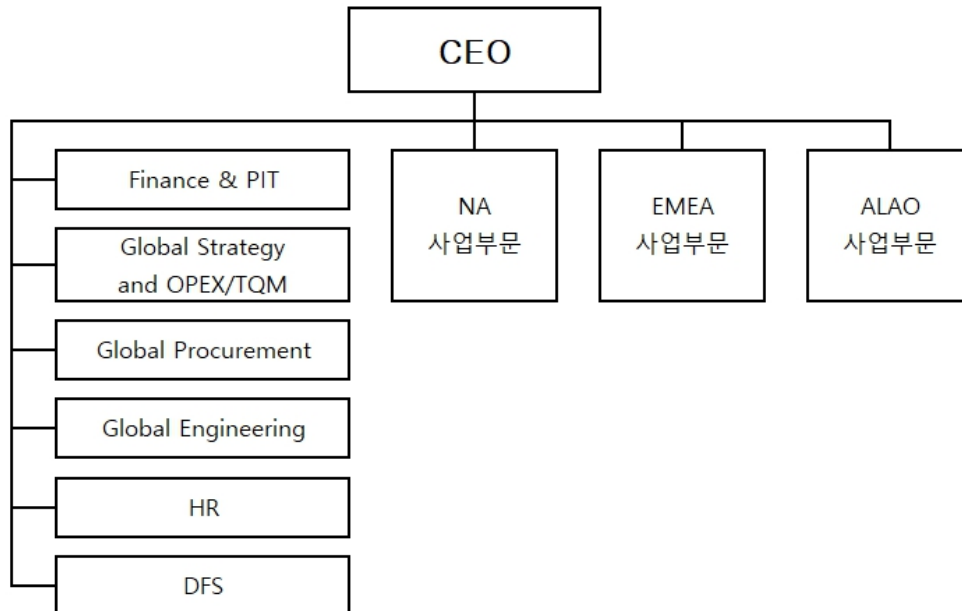 CEO
Finance & PIT
Global Strategy
and OPEX/TQM
Global Procurement
Global Engineering
HR
DFS
NA
사업부문
EMEA
사업부문
ALAO
사업부문